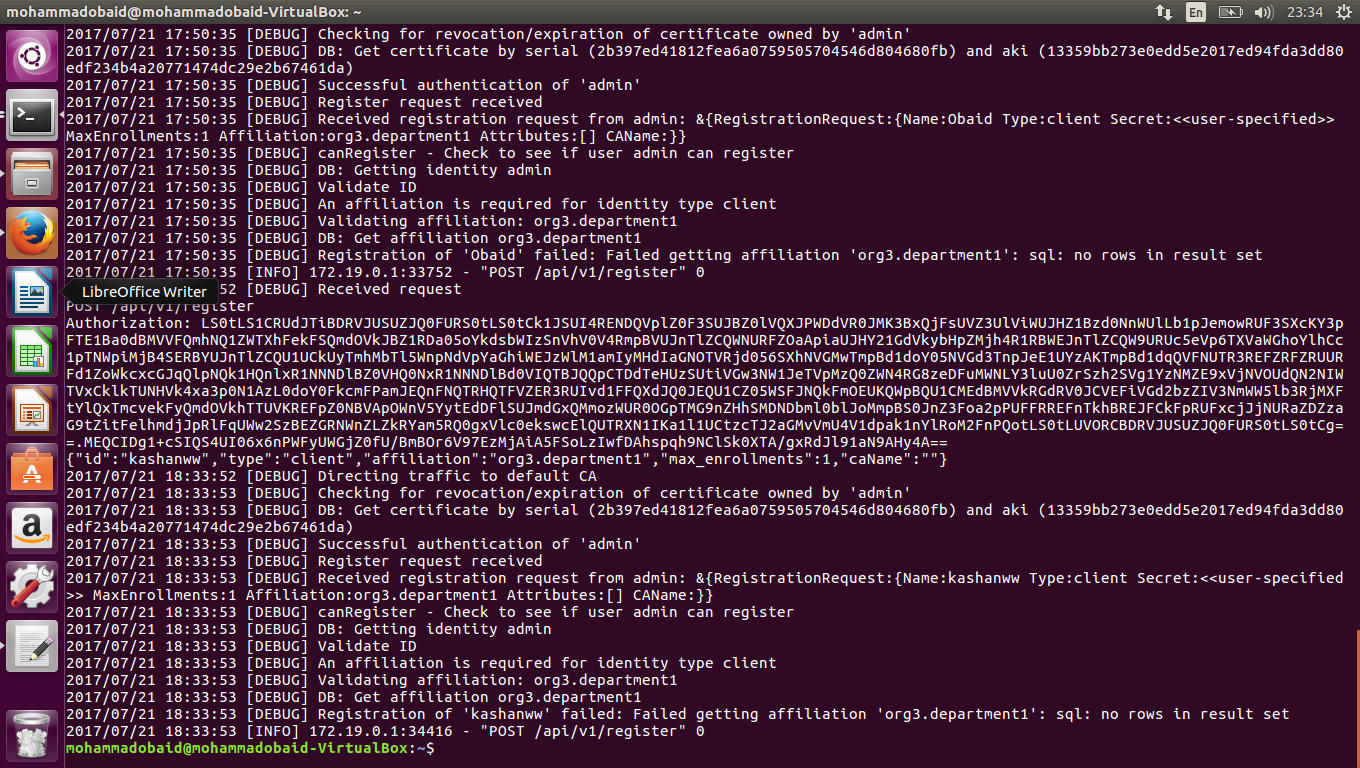 mohammadobaid@mohammadobaid-VirtualBox: ~
En
23:34
2017/07/21 17:50:35 [DEBUG] Checking for revocation/expiration of certificate owned by 'admin'
2017/07/21 17:50:35 [DEBUG] DB: Get certificate by serial (2b397ed41812fea6a0759505704546d804680fb) and aki (13359bb273e0edd5e2017ed94fda3dd80
edf234b4a20771474dc29e2b67461da)
2017/07/21 17:50:35 [DEBUG] Successful authentication of 'admin'
2017/07/21 17:50:35 [DEBUG] Register request received
2017/07/21 17:50:35 [DEBUG] Received registration request from admin: &{RegistrationRequest:{Name:Obaid Type:client Secret:<<user-specified>>
MaxEnrollments:1 Affiliation:org3.department1 Attributes:[] CAName:}}
2017/07/21 17:50:35 [DEBUG] canRegister - Check to see if user admin can register
2017/07/21 17:50:35 [DEBUG] DB: Getting identity admin
2017/07/21 17:50:35 [DEBUG] Validate ID
2017/07/21 17:50:35 [DEBUG] An affiliation is required for identity type client
2017/07/21 17:50:35 [DEBUG] Validating affiliation: org3.department1
2017/07/21 17:50:35 [DEBUG] DB: Get affiliation org3.department1
2017/07/21 17:50:35 [DEBUG] Registration of 'Obaid' failed: Failed getting affiliation 'org3.department1': sql: no rows in result set
2017/07/21 17:50:35 [INFO] 172.19.0.1:33752 - "POST /api/v1/register" 0
LibreOffice Writer
52 [DEBUG] Received request
POST /api/v1/register
Authorization:
{"id":"kashanww","type":"client","affiliation":"org3.department1","max_enrollments":1,"caName":""}
2017/07/21 18:33:52 [DEBUG] Directing traffic to default CA
2017/07/21 18:33:53 [DEBUG] Checking for revocation/expiration of certificate owned by 'admin'
2017/07/21 18:33:53 [DEBUG] DB: Get certificate by serial (2b397ed41812fea6a0759505704546d804680fb) and aki (13359bb273e0edd5e2017ed94fda3dd80
edf234b4a20771474dc29e2b67461da)
2017/07/21 18:33:53 [DEBUG] Successful authentication of 'admin'
2017/07/21 18:33:53 [DEBUG] Register request received
2017/07/21 18:33:53 [DEBUG] Received registration request from admin: &{RegistrationRequest:{Name:kashanww Type:client Secret:<<user-specified
>> MaxEnrollments:1 Affiliation:org3.department1 Attributes:[] CAName:}}
2017/07/21 18:33:53 [DEBUG] canRegister - Check to see if user admin can register
2017/07/21 18:33:53 [DEBUG] DB: Getting identity admin
2017/07/21 18:33:53 [DEBUG] Validate ID
2017/07/21 18:33:53 [DEBUG] An affiliation is required for identity type client
2017/07/21 18:33:53 [DEBUG] Validating affiliation: org3.department1
2017/07/21 18:33:53 [DEBUG] DB: Get affiliation org3.department1
2017/07/21 18:33:53 [DEBUG] Registration of 'kashanww' failed: Failed getting affiliation 'org3.department1': sql: no rows in result set
2017/07/21 18:33:53 [INFO] 172.19.0.1:34416 - "POST /api/v1/register" 0
mohammadobaid@mohammadobaid-VirtualBox:~$